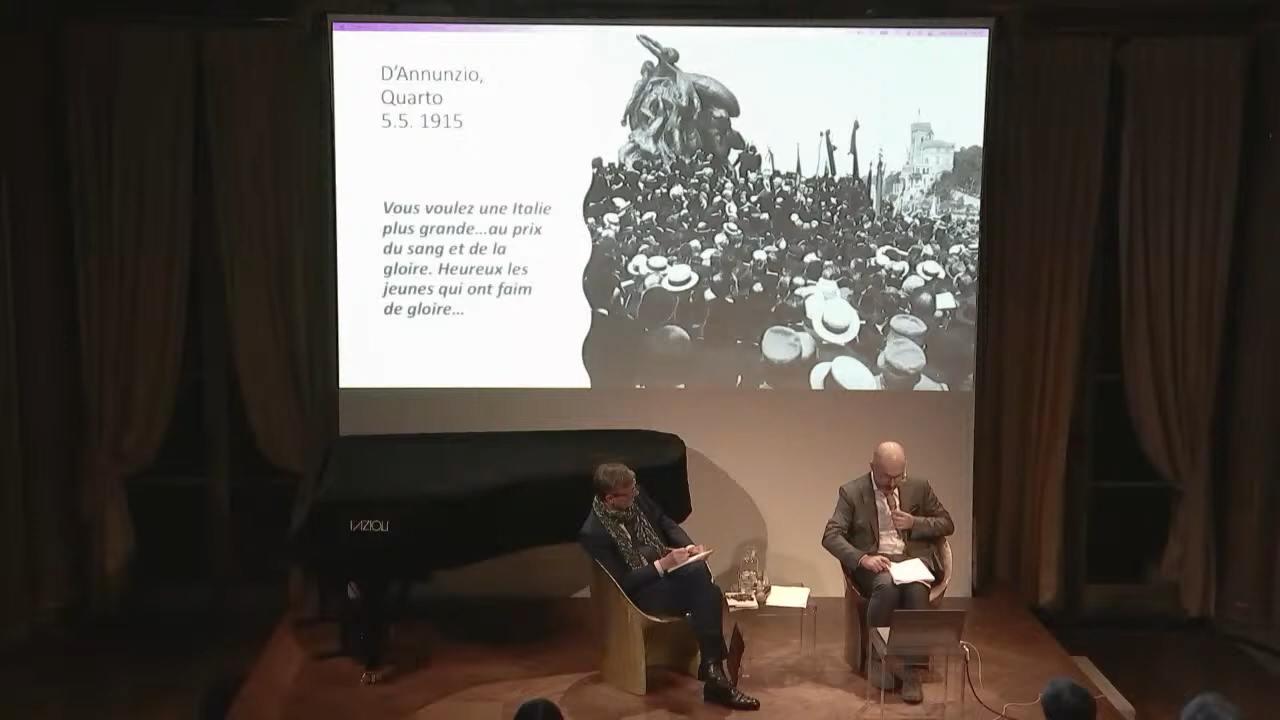 D'Annunzio,
Quarto
5.5. 1915
Vous voulez une Italie
plus grande...au prix
du sang et de la
gloire. Heureux les
jeunes qui ont faim
de gloire...
FAZIOLI